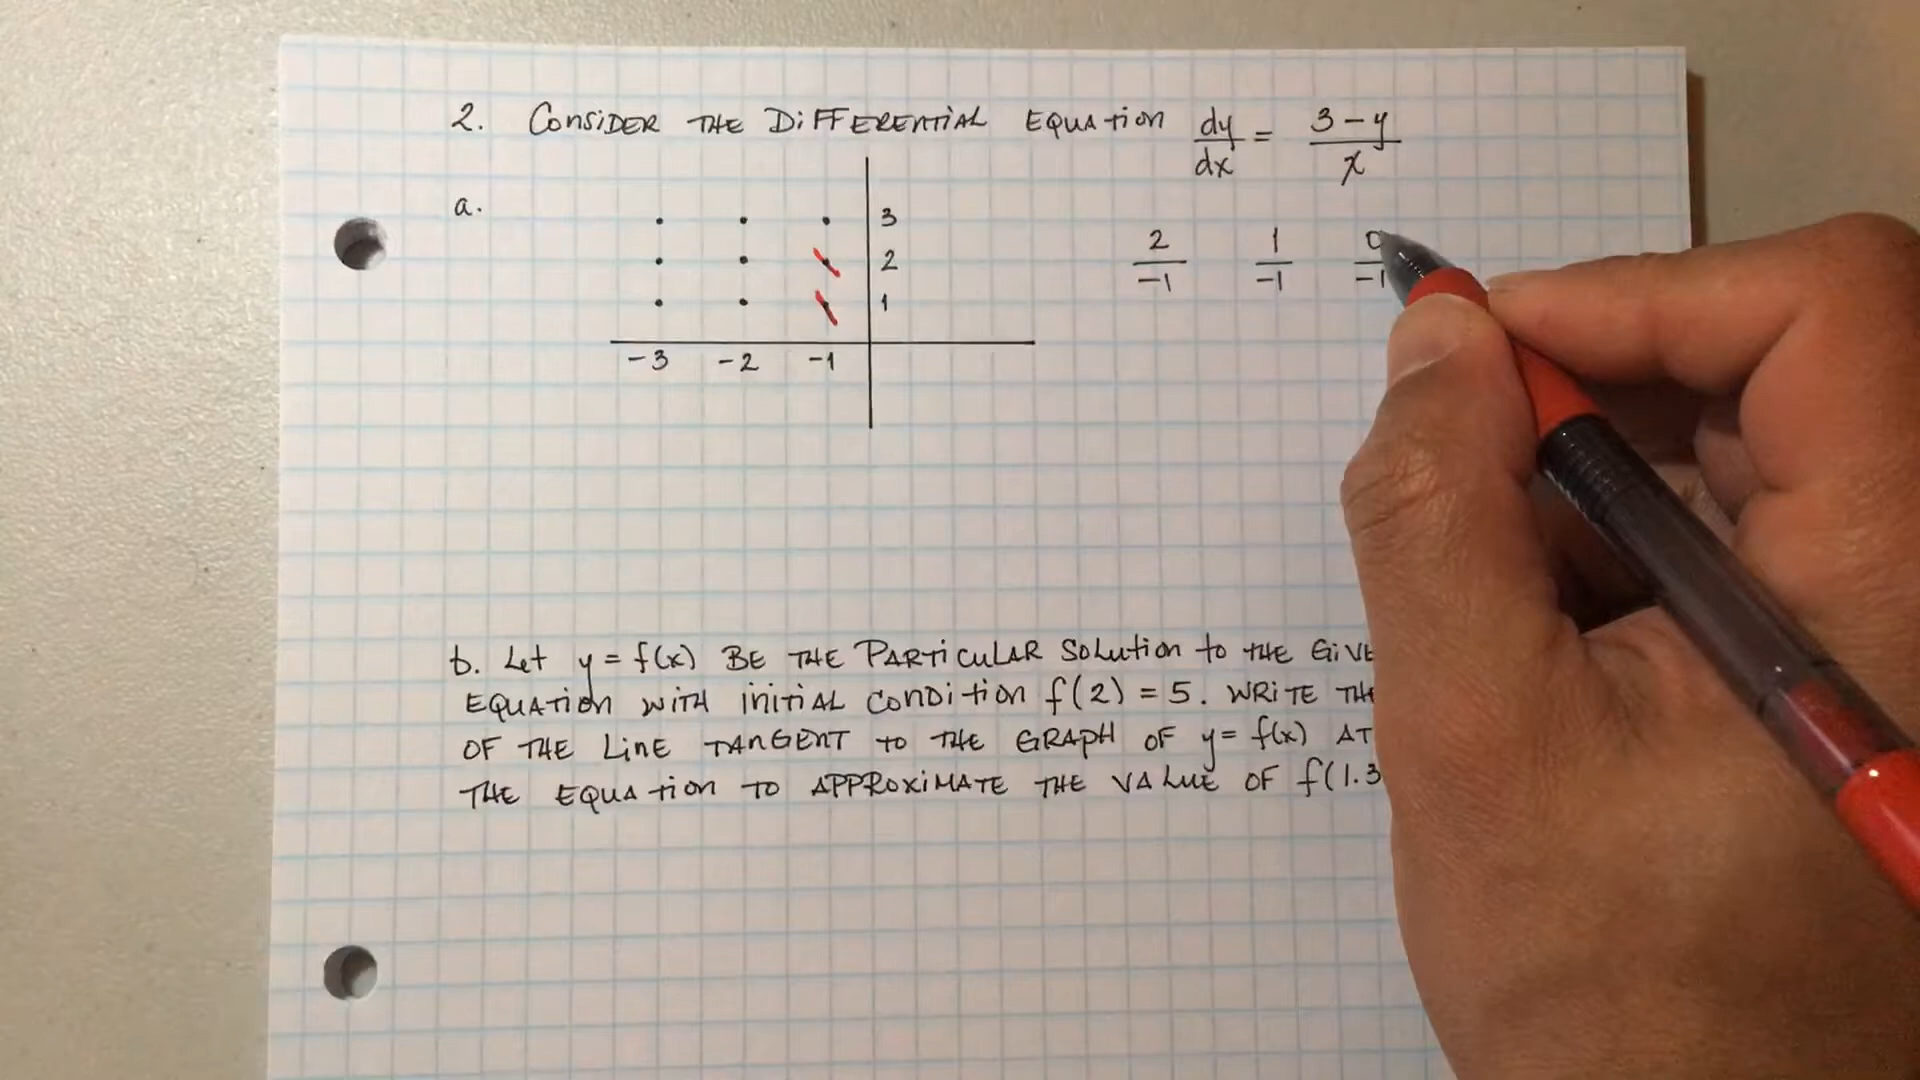 2. Consider the Differential Equation dy/dx = 3-y/x
a.
3
2
1
-3 -2 -1
2/-1 1/-1 0/-1
b. Let y = f(x) be the particular solution to the
equation with initial condition f(2) = 5. Write
of the line tangent to the graph of y = f(x) at
the equation to approximate the value of f(1.3